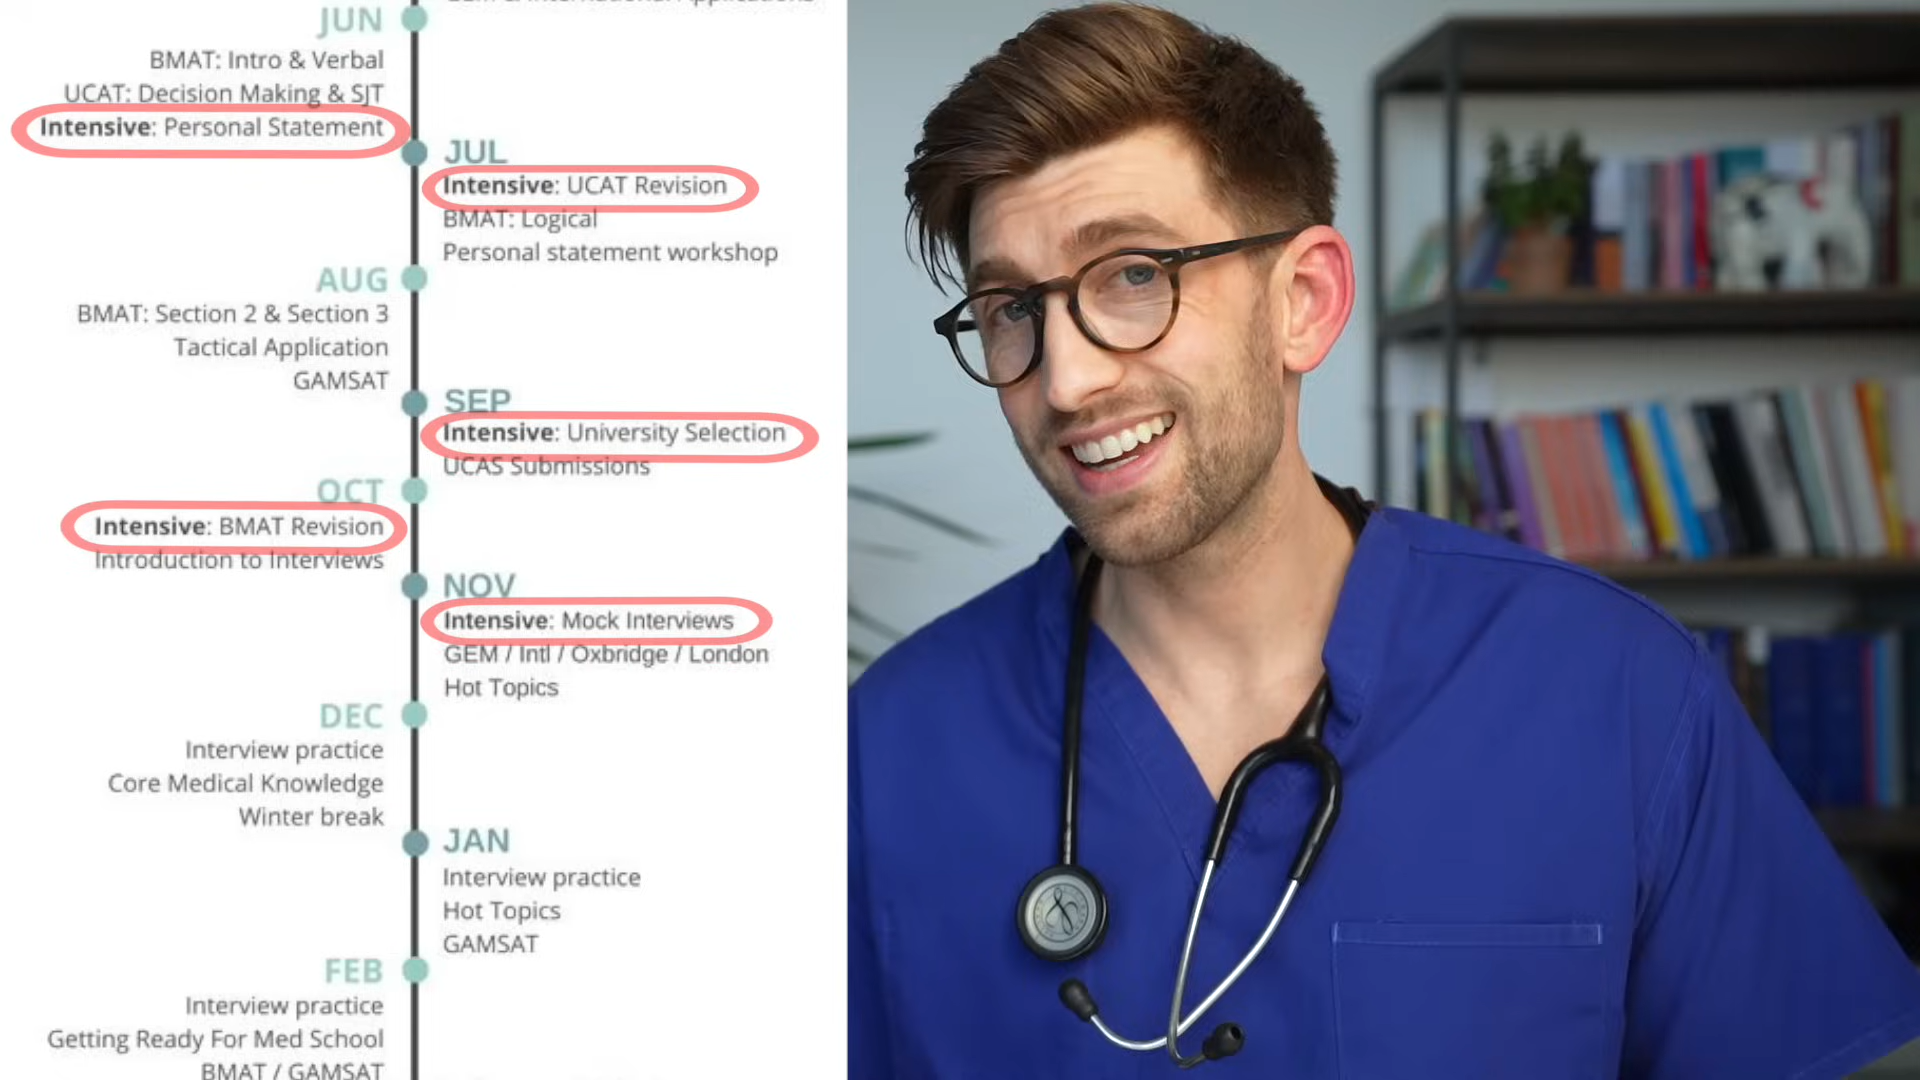 JUN
BMAT: Intro & Verbal
UCAT: Decision Making & SJT
Intensive: Personal Statement
JUL
Intensive: UCAT Revision
BMAT: Logical
Personal statement workshop
AUG
BMAT: Section 2 & Section 3
Tactical Application
GAMSAT
SEP
Intensive: University Selection
UCAS Submissions
OCT
Intensive: BMAT Revision
Introduction to Interviews
NOV
Intensive: Mock Interviews
GEM / Intl / Oxbridge / London
Hot Topics
DEC
Interview practice
Core Medical Knowledge
Winter break
JAN
Interview practice
Hot Topics
GAMSAT
FEB
Interview practice
Getting Ready For Med School
BMAT / GAMSAT